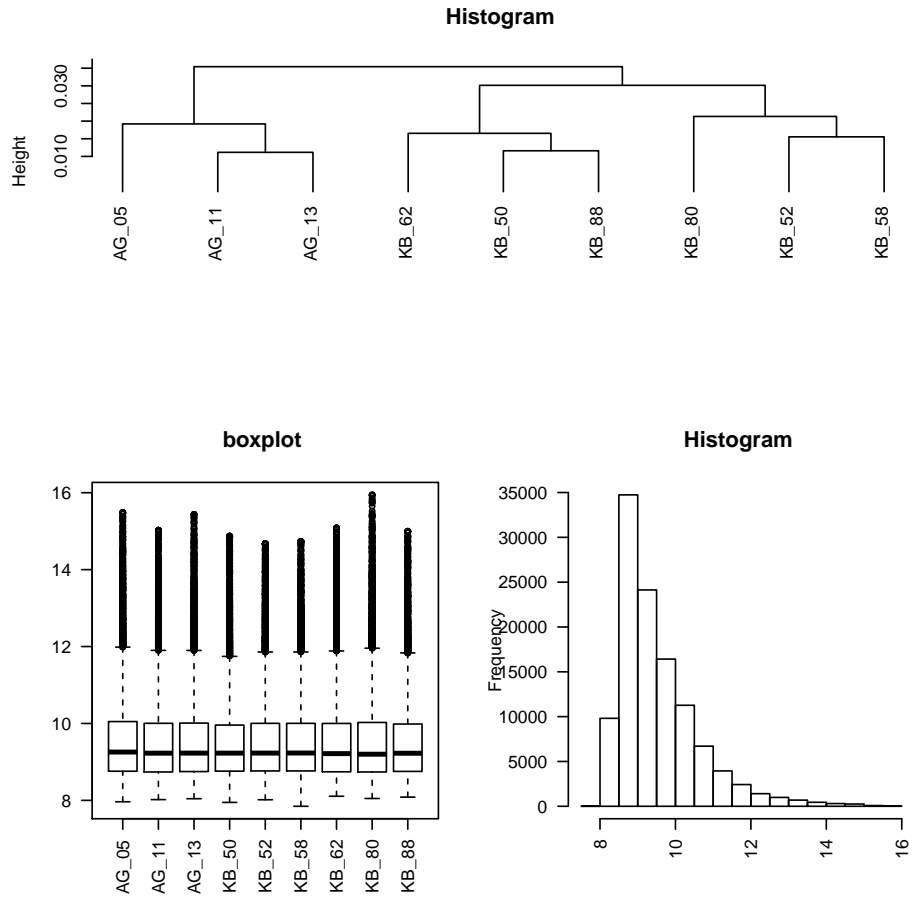 Histogram
Height
0.030
0.010
AG_05
AG_11
AG_13
KB_62
KB_50
KB_88
KB_80
KB_52
KB_58
boxplot
16
14
12
10
8
AG_05
AG_11
AG_13
KB_50
KB_52
KB_58
KB_62
KB_80
KB_88
Histogram
Frequency
35000
30000
25000
20000
15000
10000
5000
0
8
10
12
14
16